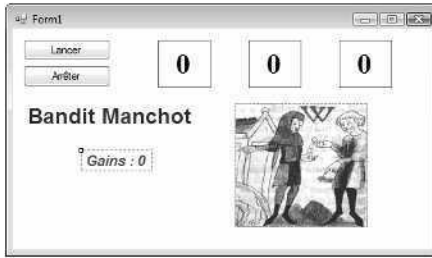 Form1
Lancer
0 0 0
Arrêter
Bandit Manchot
Gains : 0
W